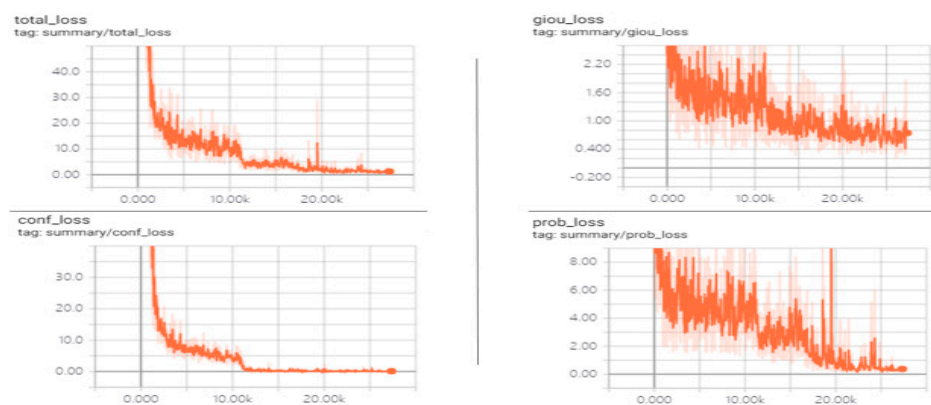 total_loss
tag: summary/total_loss
40.0
30.0
20.0
10.0
0.00
0.000 10.00k 20.00k
giou_loss
tag: summary/giou_loss
2.20
1.60
1.00
0.400
-0.200
0.000 10.00k 20.00k
conf_loss
tag: summary/conf_loss
30.0
20.0
10.0
0.00
0.000 10.00k 20.00k
prob_loss
tag: summary/prob_loss
8.00
6.00
4.00
2.00
0.00
0.000 10.00k 20.00k